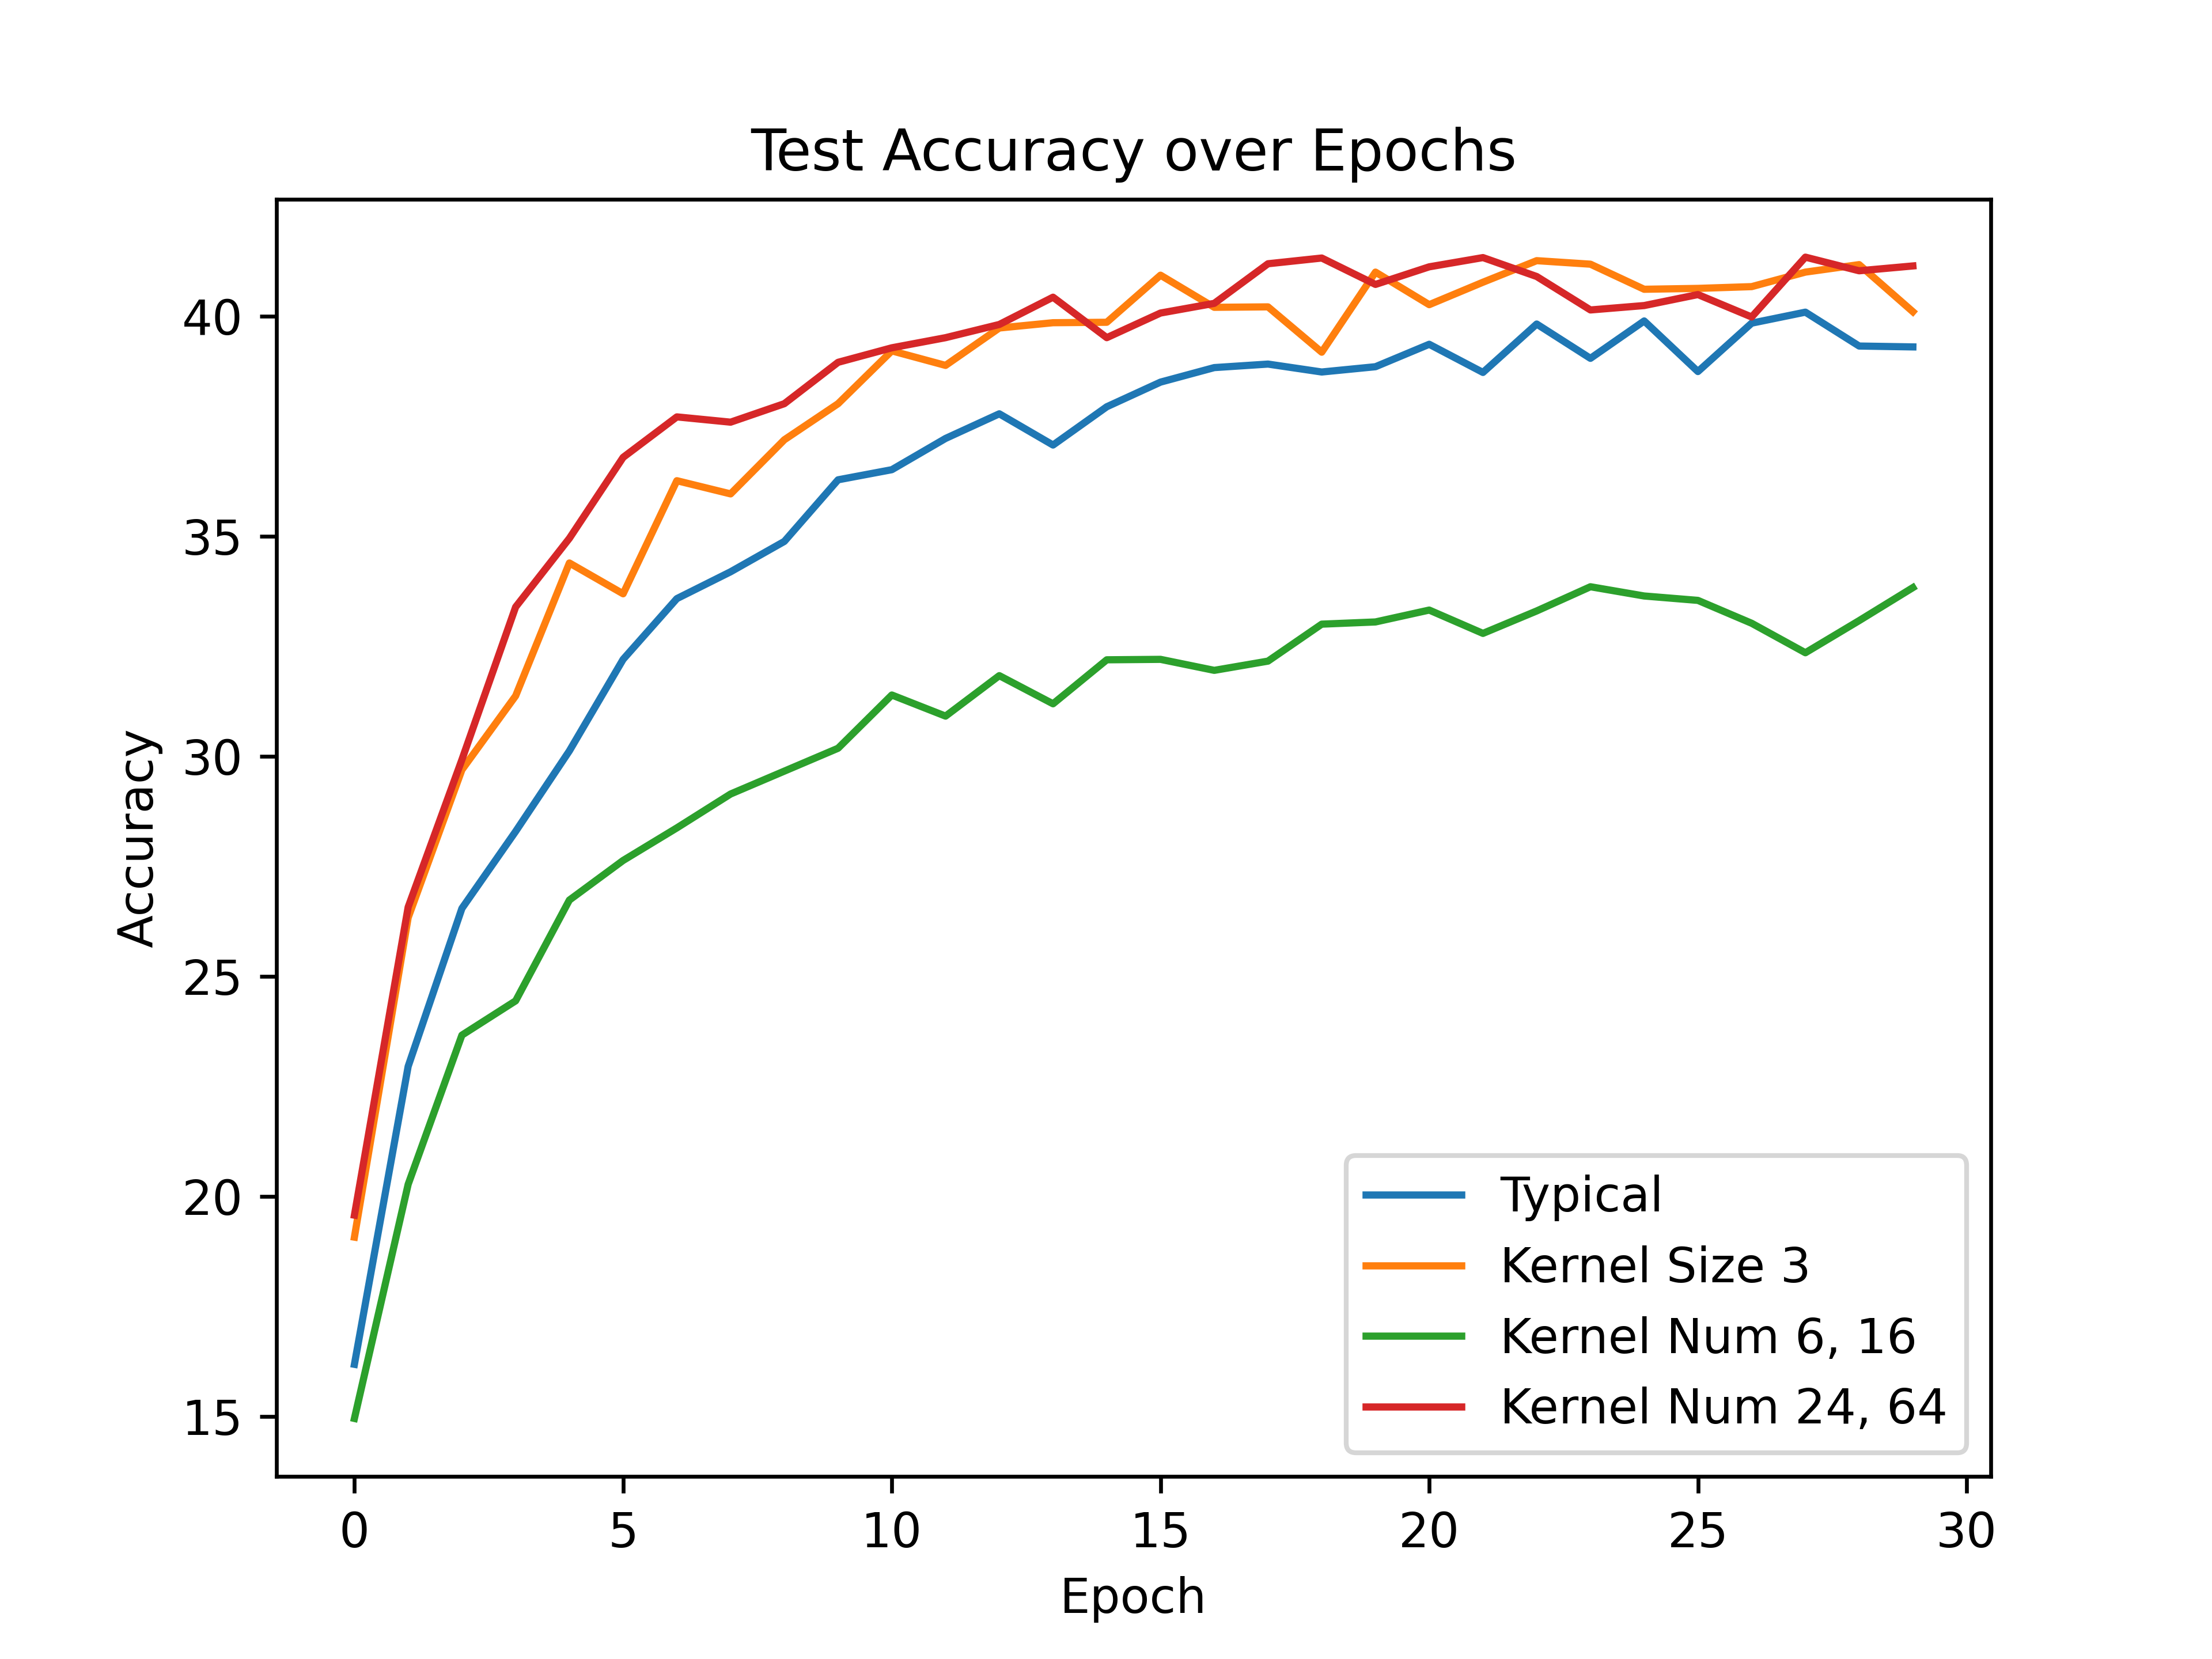 Test Accuracy over Epochs
Accuracy
40
35
30
25
20
15
0 5 10 15 20 25 30
Epoch
Typical
Kernel Size 3
Kernel Num 6, 16
Kernel Num 24, 64